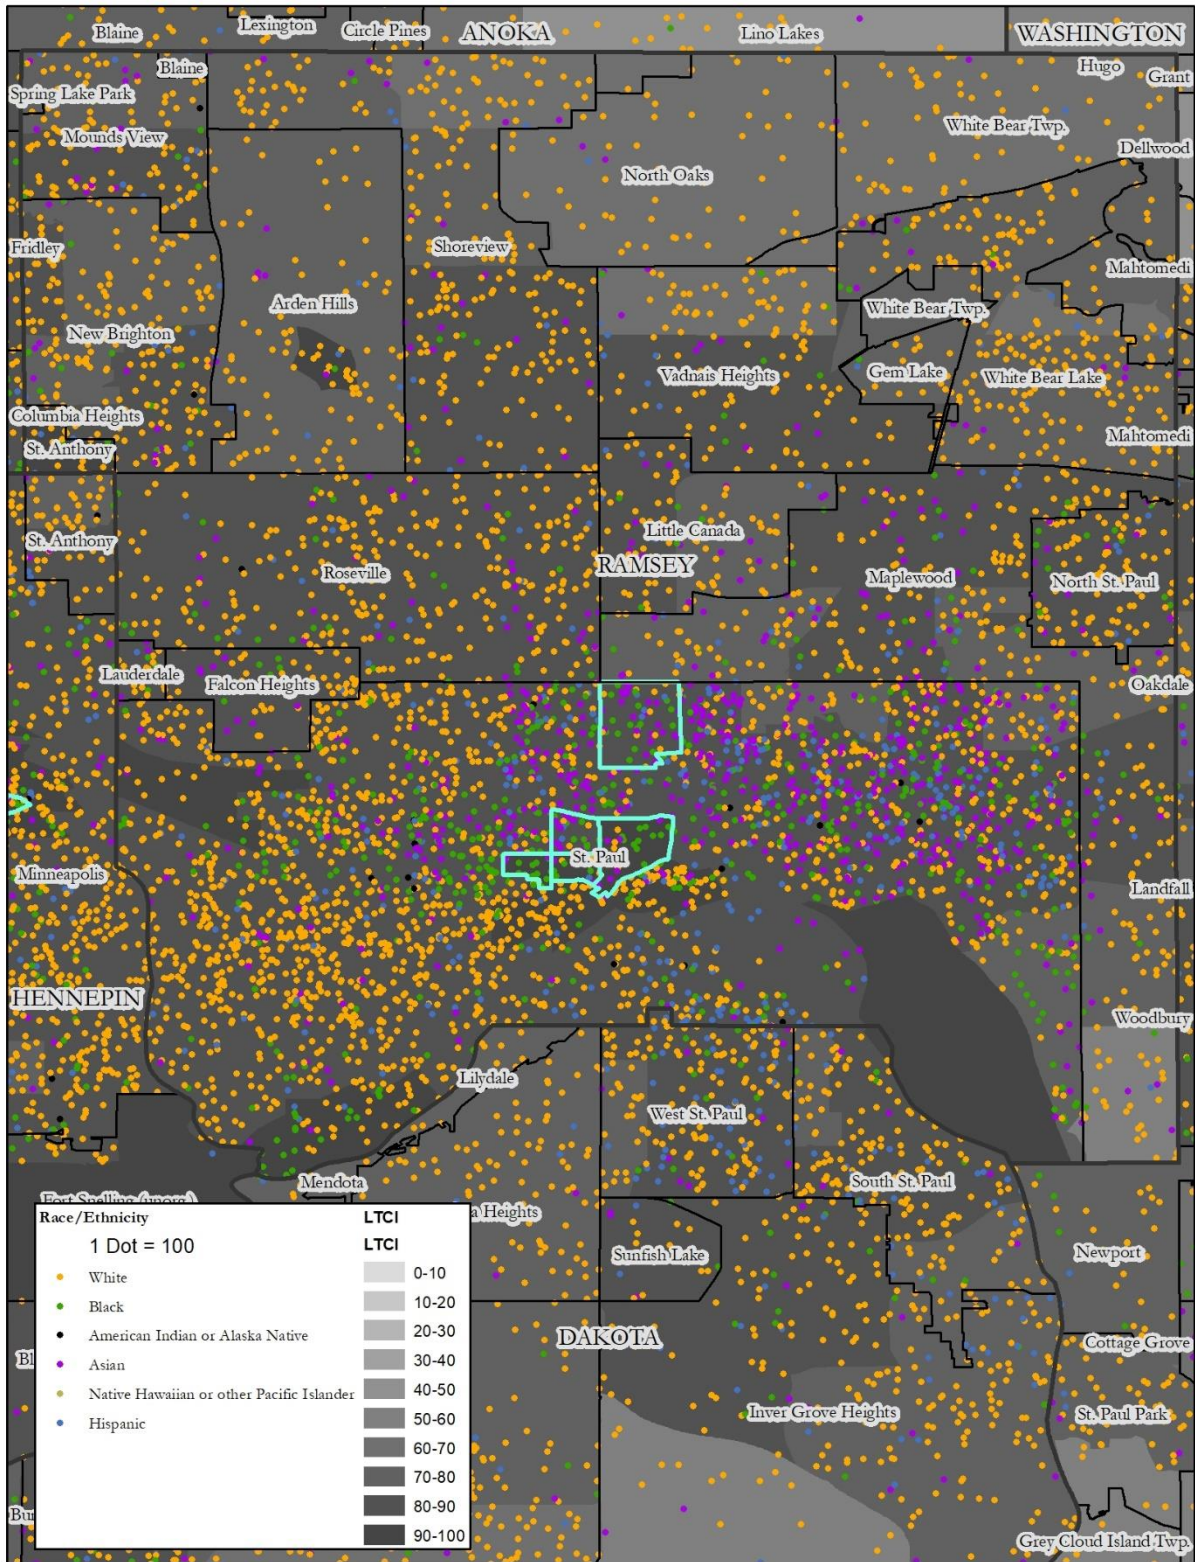 Blaine
Lexington
Circle Pines
ANOKA
Lino Lakes
WASHINGTON
Blaine
Hugo
Grant
Spring Lake Park
Mounds View
White Bear Twp.
Dellwood
North Oaks
Fridley
Shoreview
Mahtomedi
Arden Hills
White Bear Twp.
New Brighton
Vadnais Heights
Gem Lake
White Bear Lake
Columbia Heights
St. Anthony
Mahtomedi
St. Anthony
Little Canada
RAMSEY
Roseville
Maplewood
North St. Paul
Lauderdale
Falcon Heights
Oakdale
St. Paul
Minneapolis
Landfall
HENNEPIN
Woodbury
Lilydale
West St. Paul
Mendota
South St. Paul
Fort Snelling (unorg.)
a Heights
Sunfish Lake
Newport
DAKOTA
Cottage Grove
Inver Grove Heights
St. Paul Park
Grey Cloud Island Twp.
Bl
Bu
Race/Ethnicity
1 Dot = 100
White
Black
American Indian or Alaska Native
Asian
Native Hawaiian or other Pacific Islander
Hispanic
LTCI
LTCI
0-10
10-20
20-30
30-40
40-50
50-60
60-70
70-80
80-90
90-100